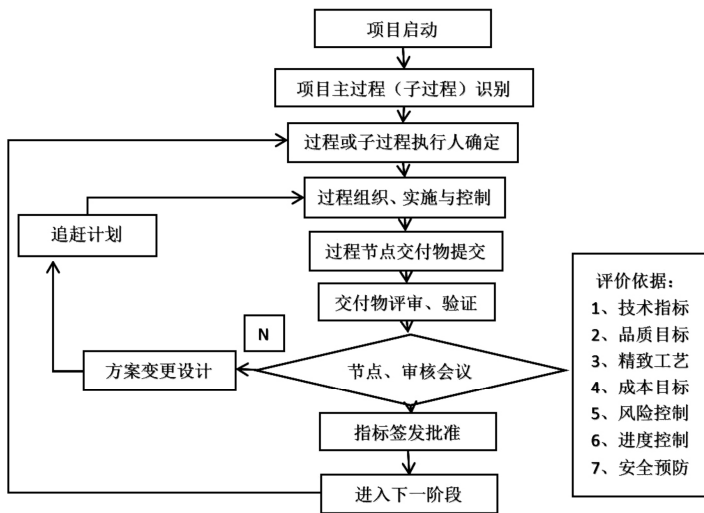 项目启动
项目主过程（子过程）识别
过程或子过程执行人确定
过程组织、实施与控制
追赶计划
过程节点交付物提交
交付物评审、验证
N
方案变更设计
节点、审核会议
指标签发批准
进入下一阶段
评价依据：
1、技术指标
2、品质目标
3、精致工艺
4、成本目标
5、风险控制
6、进度控制
7、安全预防